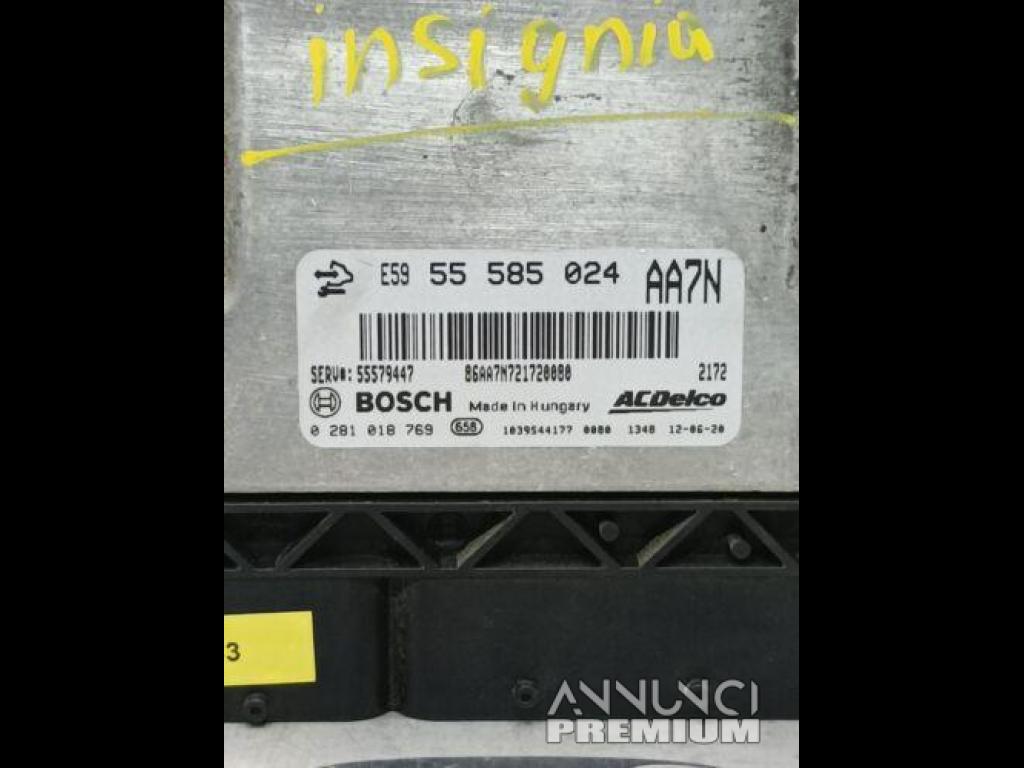 insignia
E59 55 585 024 AA7N
SERV#: 55579447 86AA7N721720080 2172
BOSCH Made in Hungary ACDelco
0 281 018 769 658 1039544177 0080 1348 12-06-20
3
ANNUNCI
PREMIUM